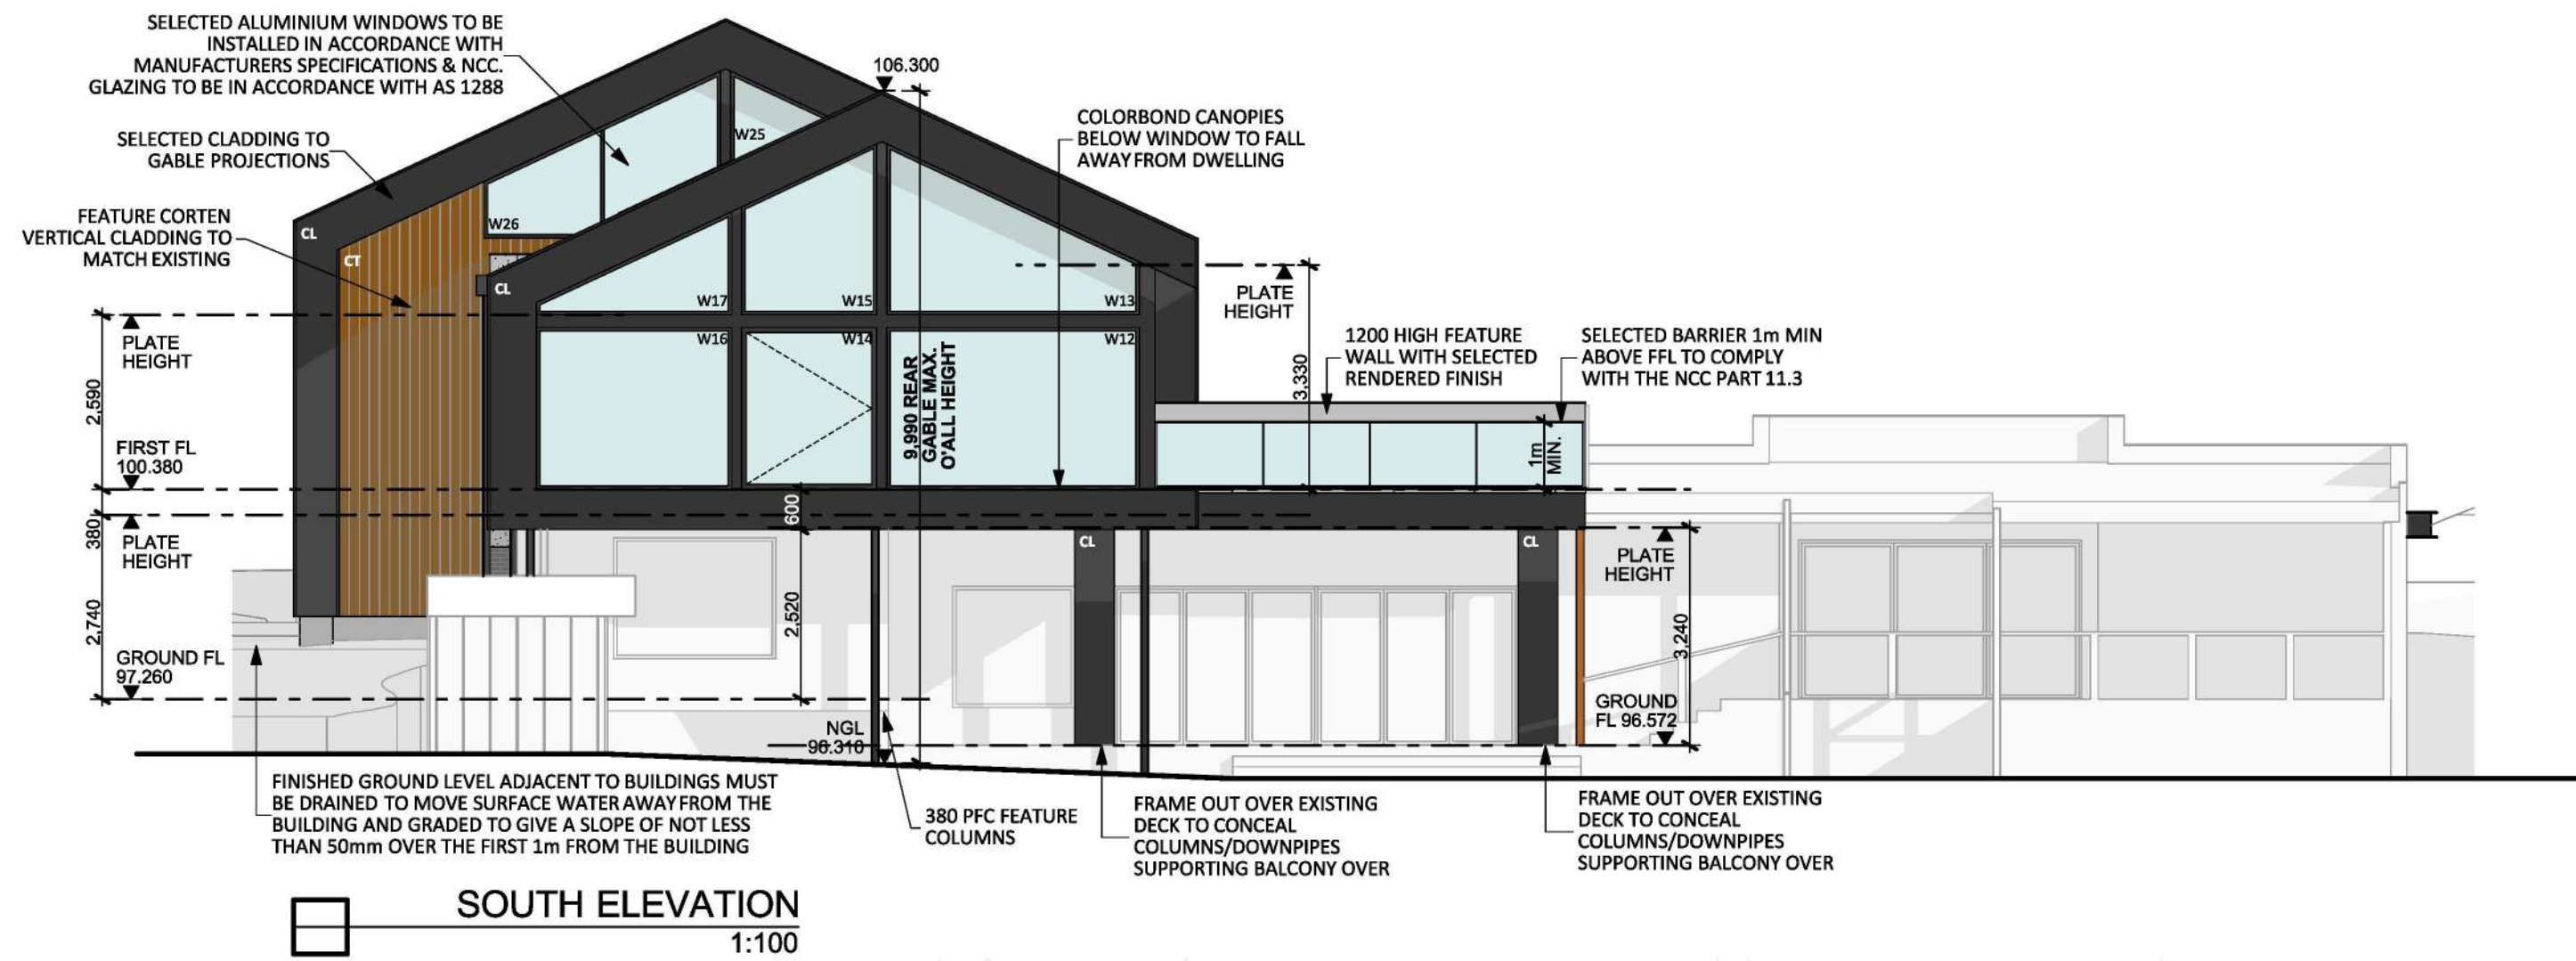 SELECTED ALUMINIUM WINDOWS TO BE
INSTALLED IN ACCORDANCE WITH
MANUFACTURERS SPECIFICATIONS & NCC.
GLAZING TO BE IN ACCORDANCE WITH AS 1288
SELECTED CLADDING TO
GABLE PROJECTIONS
FEATURE CORTEN
VERTICAL CLADDING TO
MATCH EXISTING
106.300
COLORBOND CANOPIES
BELOW WINDOW TO FALL
AWAY FROM DWELLING
W25
W26
CL
CT
CL
W17
W15
W13
W16
W14
W12
9,990 REAR
GABLE MAX.
O'ALL HEIGHT
PLATE
HEIGHT
3,330
1200 HIGH FEATURE
WALL WITH SELECTED
RENDERED FINISH
SELECTED BARRIER 1m MIN
ABOVE FFL TO COMPLY
WITH THE NCC PART 11.3
1m
MIN.
PLATE
HEIGHT
2,590
FIRST FL
100.380
380
PLATE
HEIGHT
2,740
GROUND FL
97.260
600
2,520
CL
CL
PLATE
HEIGHT
3,240
GROUND
FL 96.572
NGL
96.310
FINISHED GROUND LEVEL ADJACENT TO BUILDINGS MUST
BE DRAINED TO MOVE SURFACE WATER AWAY FROM THE
BUILDING AND GRADED TO GIVE A SLOPE OF NOT LESS
THAN 50mm OVER THE FIRST 1m FROM THE BUILDING
380 PFC FEATURE
COLUMNS
FRAME OUT OVER EXISTING
DECK TO CONCEAL
COLUMNS/DOWNPIPES
SUPPORTING BALCONY OVER
FRAME OUT OVER EXISTING
DECK TO CONCEAL
COLUMNS/DOWNPIPES
SUPPORTING BALCONY OVER
SOUTH ELEVATION
1:100